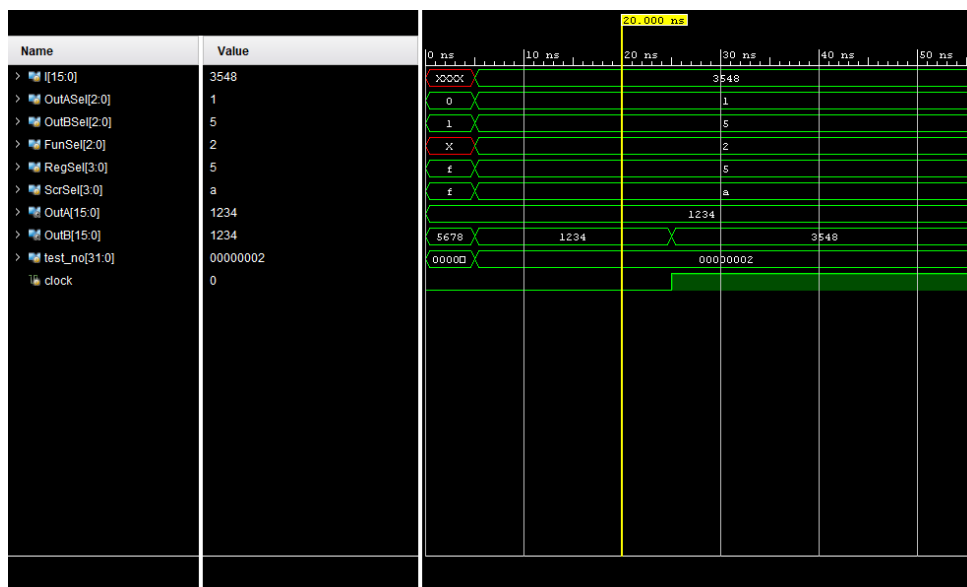 20.000 ns
Name Value
0 ns 10 ns 20 ns 30 ns 40 ns 50 ns
> I[15:0] 3548 XXXX 3548
> OutASel[2:0] 1 0 1
> OutBSel[2:0] 5 1 5
> FunSel[2:0] 2 X 2
> RegSel[3:0] 5 f 5
> ScrSel[3:0] a f a
> OutA[15:0] 1234 1234
> OutB[15:0] 1234 5678 1234 3548
> test_no[31:0] 00000002 0000 00000002
clock 0